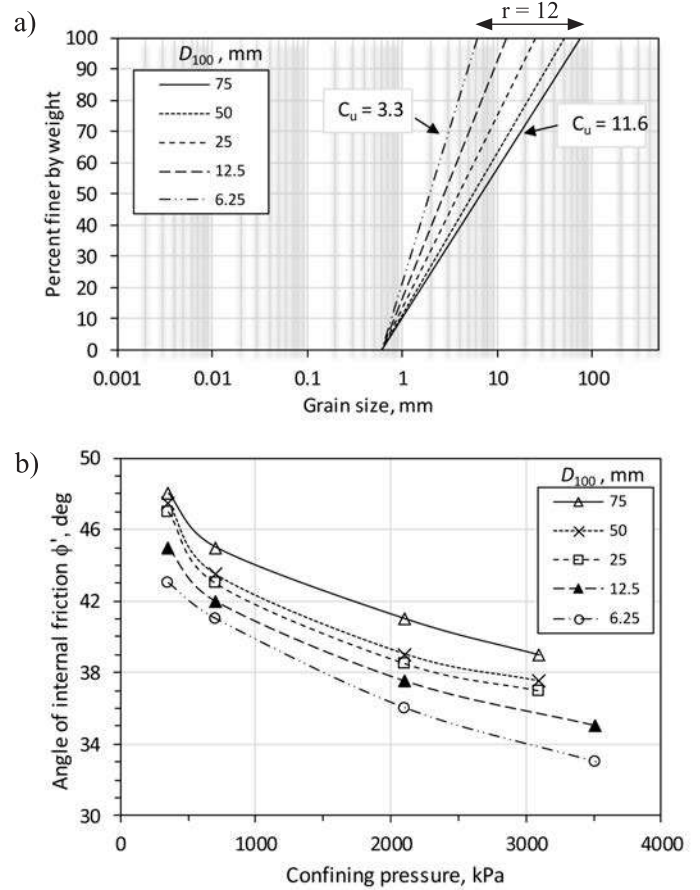 a)
r = 12
Percent finer by weight
100
90
80
70
60
50
40
30
20
10
0
D100 , mm
75
50
25
12.5
6.25
Cu = 3.3
Cu = 11.6
0.001 0.01 0.1 1 10 100
Grain size, mm
b)
Angle of internal friction ϕ', deg
50
46
42
38
34
30
D100 , mm
75
50
25
12.5
6.25
0 1000 2000 3000 4000
Confining pressure, kPa